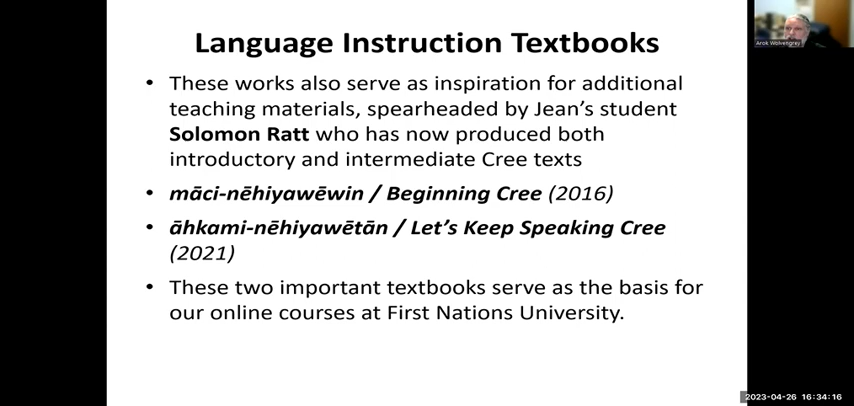 Language Instruction Textbooks
• These works also serve as inspiration for additional
teaching materials, spearheaded by Jean’s student
Solomon Ratt who has now produced both
introductory and intermediate Cree texts
• māci-nēhiyawēwin / Beginning Cree (2016)
• āhkami-nēhiyawētān / Let’s Keep Speaking Cree
(2021)
• These two important textbooks serve as the basis for
our online courses at First Nations University.
Arok Wolvengrey
2023-04-26 16:34:16